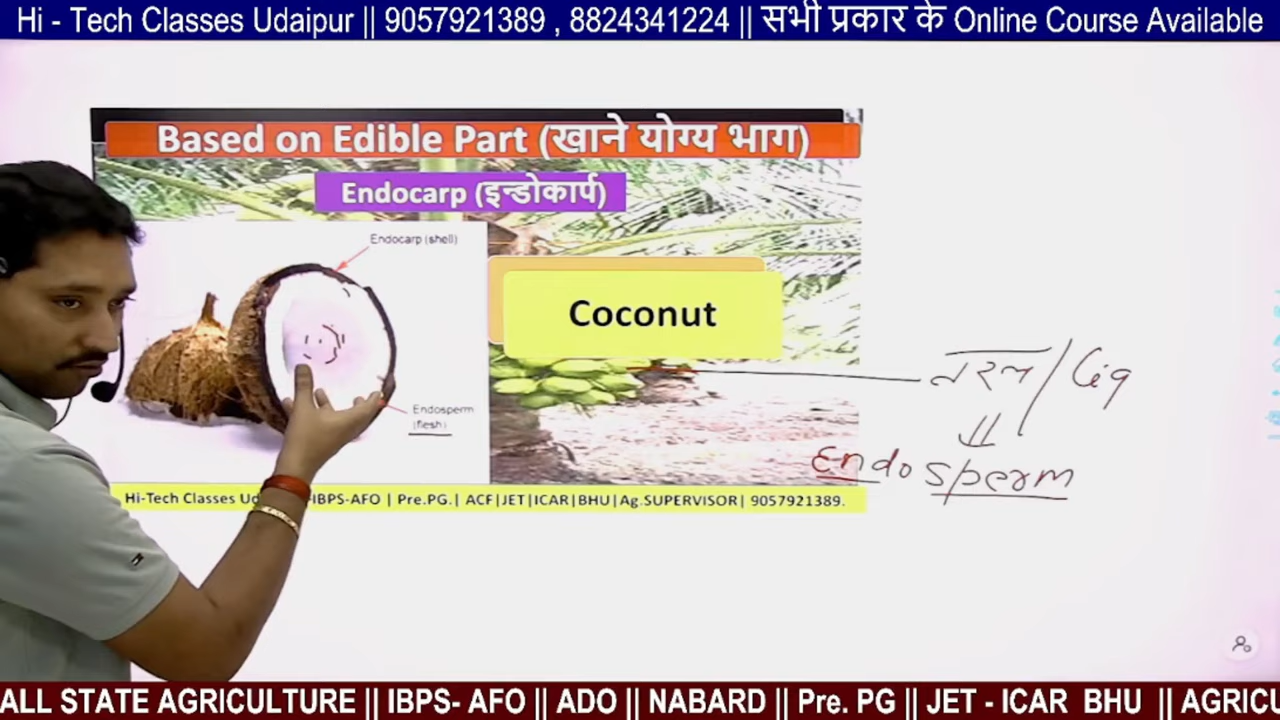 Hi - Tech Classes Udaipur || 9057921389 , 8824341224 || सभी प्रकार के Online Course Available
Based on Edible Part (खाने योग्य भाग)
Endocarp (इन्डोकार्प)
Endocarp (shell)
Coconut
तरल / Liq
Endosperm
(flesh)
Endosperm
Hi-Tech Classes IBPS-AFO | Pre.PG.| ACF|JET|ICAR|BHU|Ag.SUPERVISOR| 9057921389.
ALL STATE AGRICULTURE || IBPS- AFO || ADO || NABARD || Pre. PG || JET - ICAR BHU || AGRICU